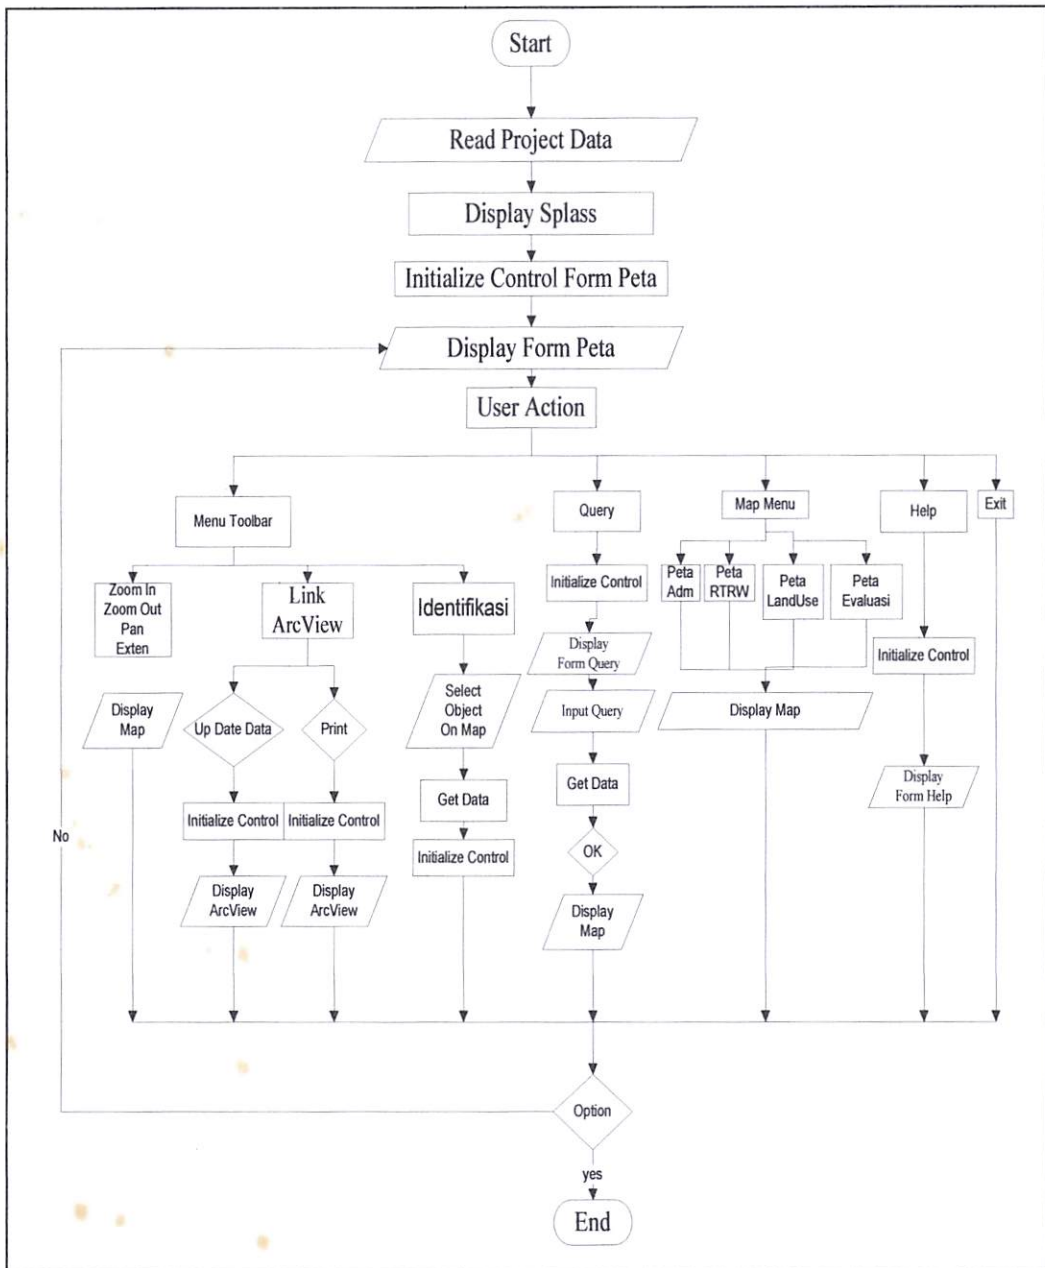 Start
Read Project Data
Display Splass
Initialize Control Form Peta
Display Form Peta
User Action
Menu Toolbar
Query
Map Menu
Help
Exit
Zoom In
Zoom Out
Pan
Exten
Link
ArcView
Identifikasi
Initialize Control
Peta
Adm
Peta
RTRW
Peta
LandUse
Peta
Evaluasi
Display
Form Query
Initialize Control
Display
Map
Up Date Data
Print
Select
Object
On Map
Input Query
Display Map
Get Data
Get Data
Display
Form Help
Initialize Control
Initialize Control
Initialize Control
OK
No
Display
ArcView
Display
ArcView
Display
Map
Option
yes
End